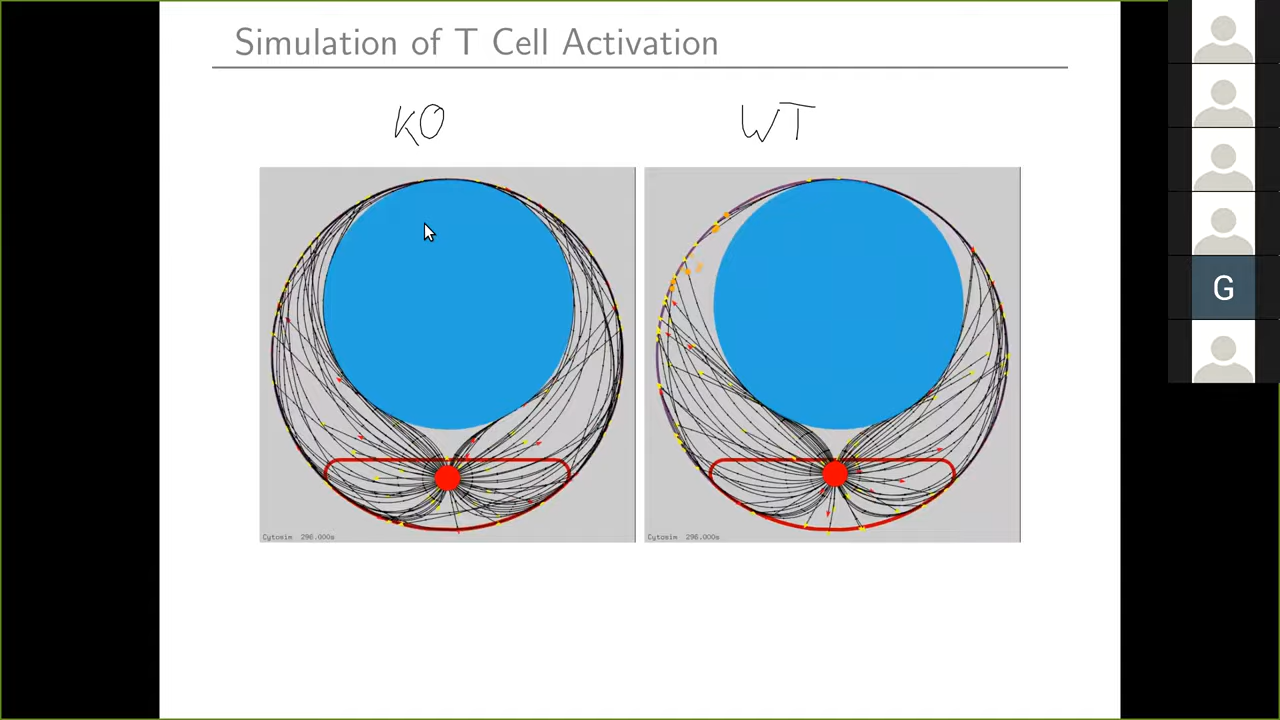 Simulation of T Cell Activation
KO
WT
Cytosim 296.000s
Cytosim 296.000s
G